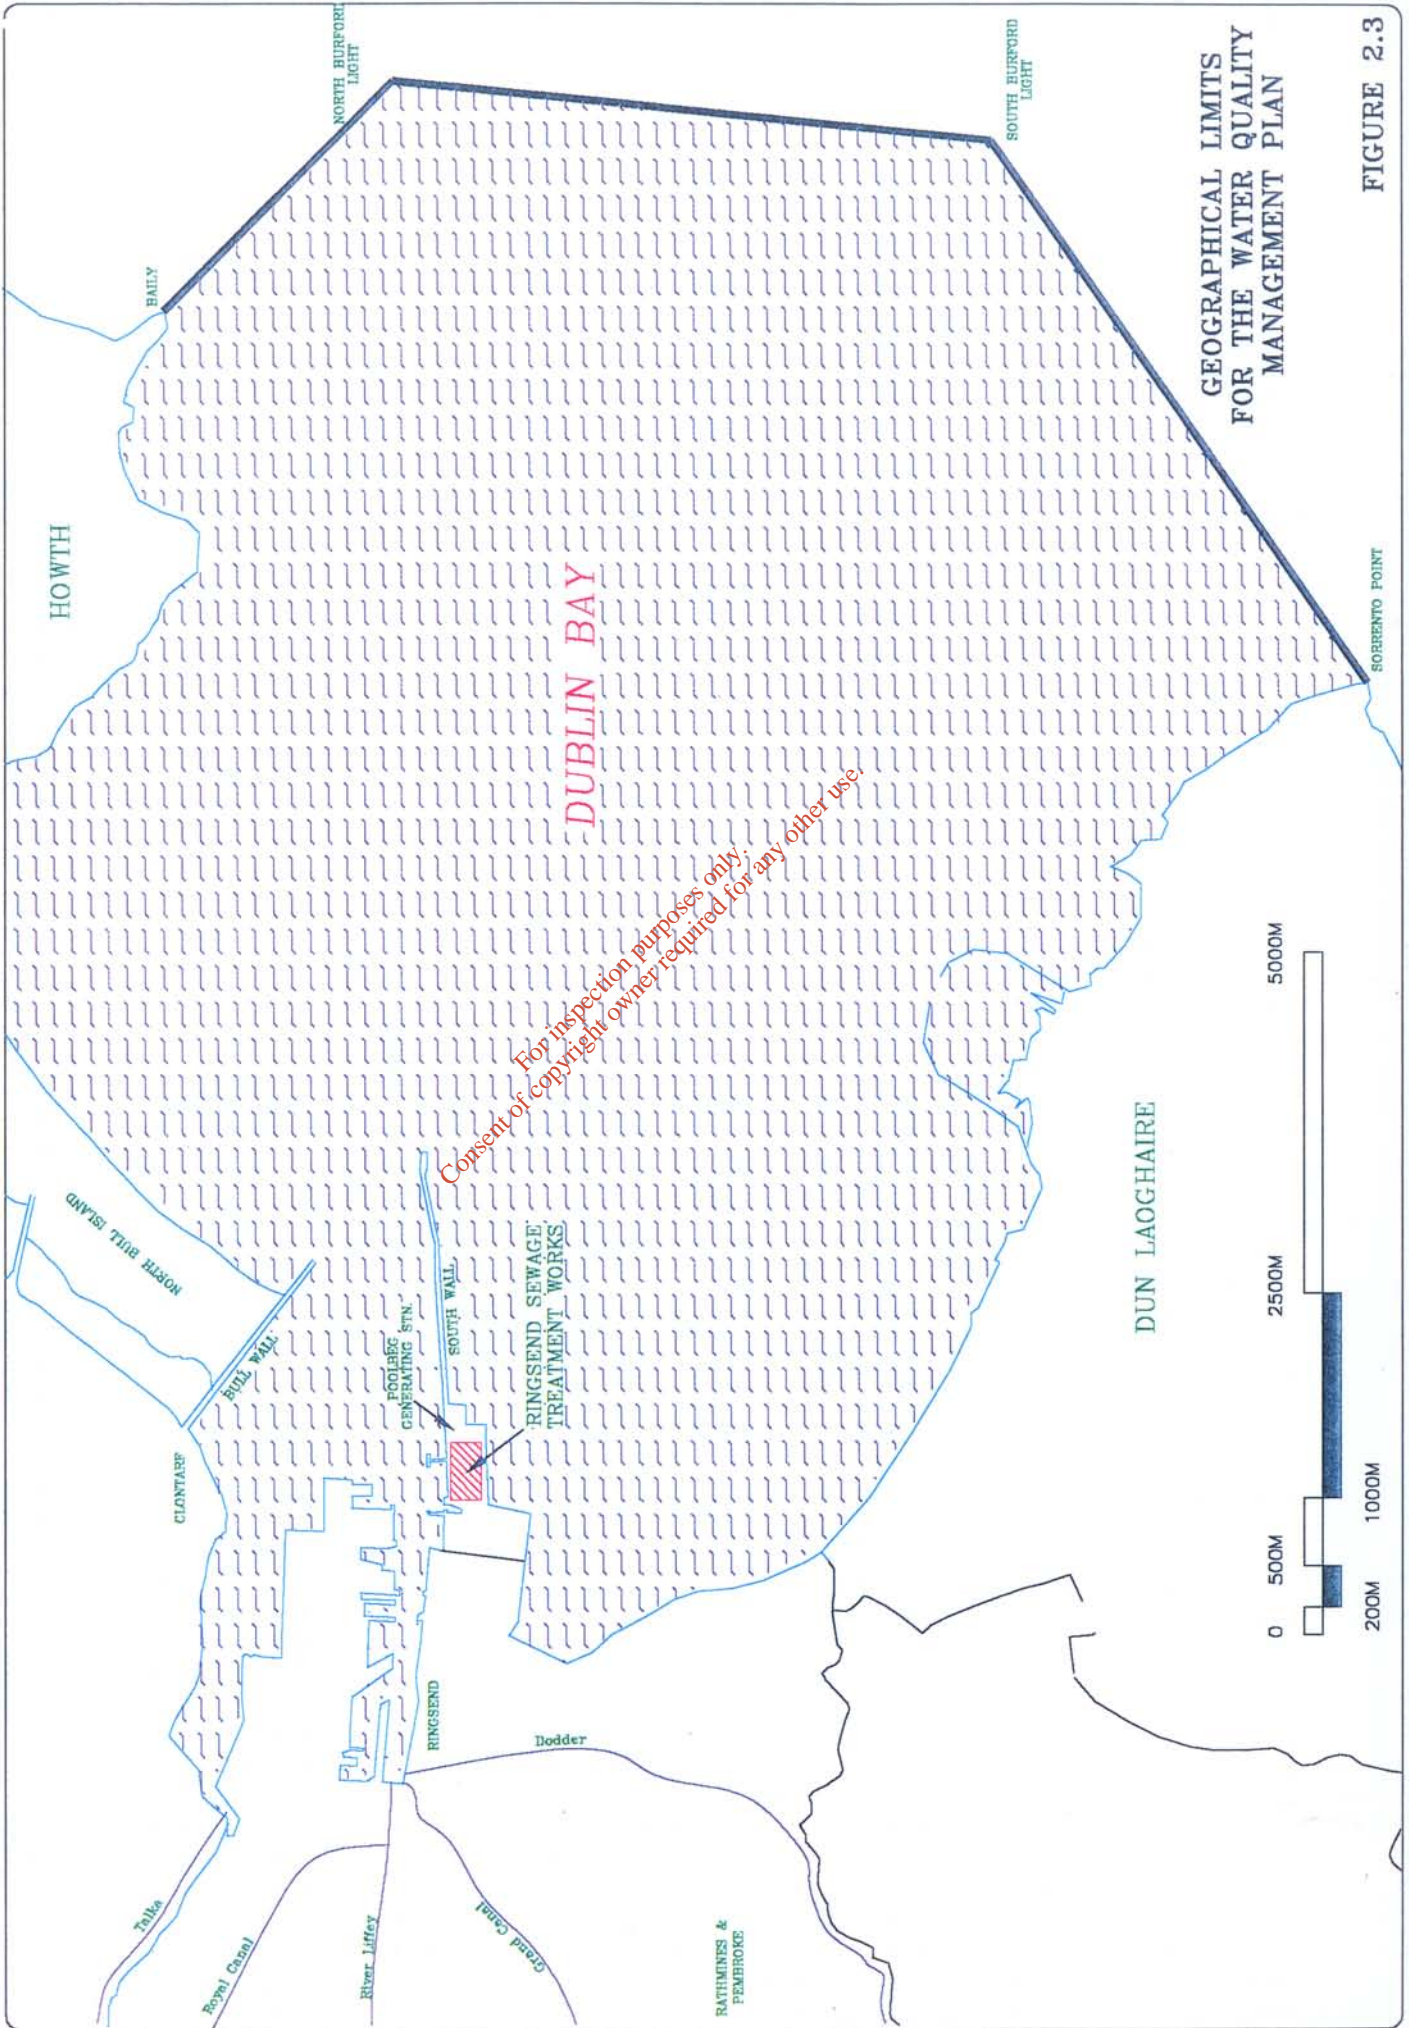 HOWTH
BAILY
NORTH BURFORD
LIGHT
SOUTH BURFORD
LIGHT
DUBLIN BAY
NORTH BULL ISLAND
BULL WALL
CLONTARF
POOLBEG
GENERATING STN.
SOUTH WALL
RINGSEND SEWAGE
TREATMENT WORKS
RINGSEND
Talka
Royal Canal
River Liffey
Grand Canal
Dodder
RATHMINES &
PEMBROKE
DUN LAOGHAIRE
SORRENTO POINT
For inspection purposes only.
Consent of copyright owner required for any other use.
0
500M
2500M
5000M
200M
1000M
GEOGRAPHICAL LIMITS
FOR THE WATER QUALITY
MANAGEMENT PLAN
FIGURE 2.3